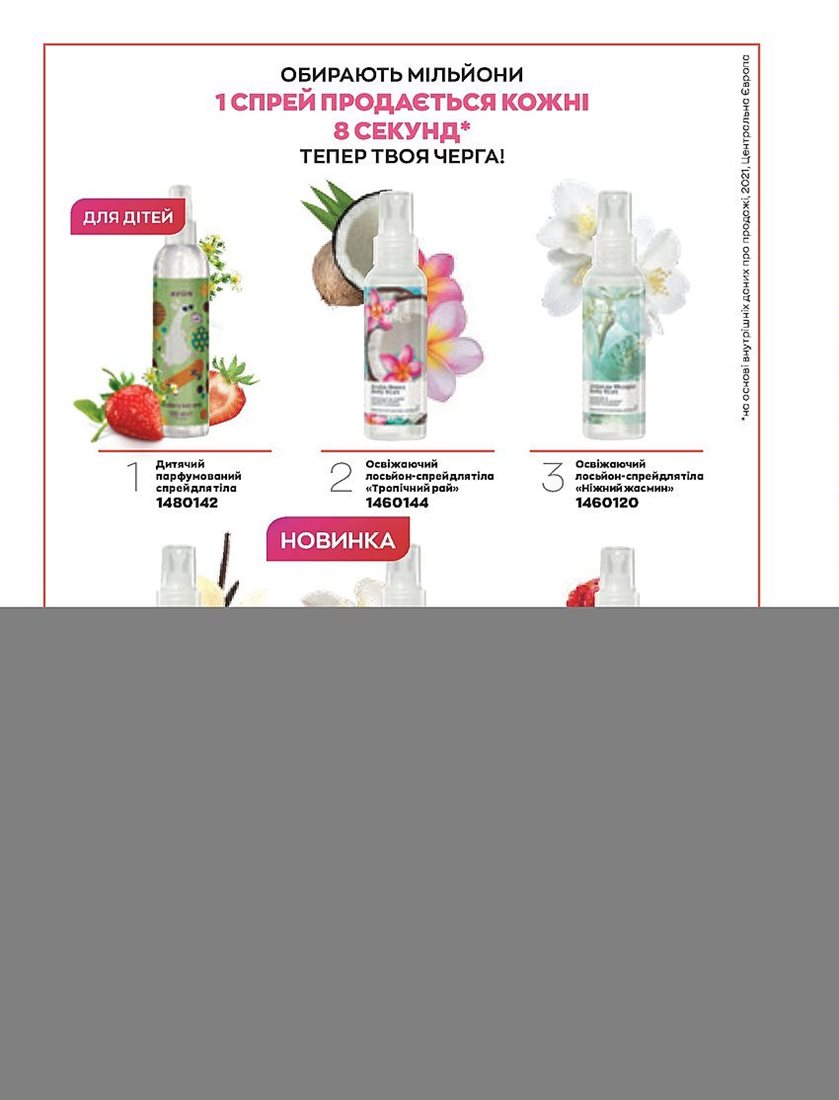 ОБИРАЮТЬ МІЛЬЙОНИ
1 СПРЕЙ ПРОДАЄТЬСЯ КОЖНІ
8 СЕКУНД*
ТЕПЕР ТВОЯ ЧЕРГА!
*на основі внутрішніх даних про продажі, 2021, Центральна Європа
ДЛЯ ДІТЕЙ
AVON
1
Дитячий
парфумований
спрей для тіла
1480142
2
Освіжаючий
лосьйон-спрей для тіла
«Тропічний рай»
1460144
3
Освіжаючий
лосьйон-спрей для тіла
«Ніжний жасмин»
1460120
НОВИНКА